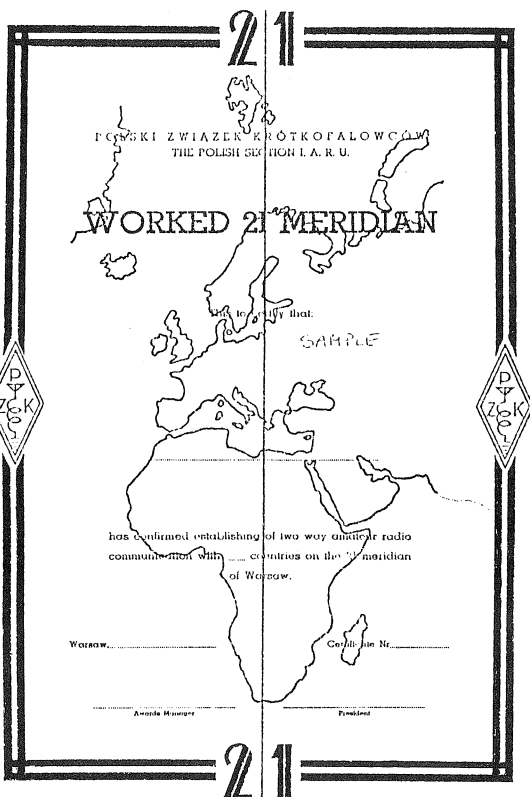 21
POLSKI ZWIĄZEK KRÓTKOFALOWCÓW
THE POLISH SECTION I. A. R. U.
WORKED 21 MERIDIAN
This to certify that:
SAMPLE
P
Z K
P
Z K
has confirmed establishing of two way amateur radio
communication with ...... countries on the 21 meridian
of Warsaw.
Warsaw,
Certificate Nr
Awards Manager
President
21